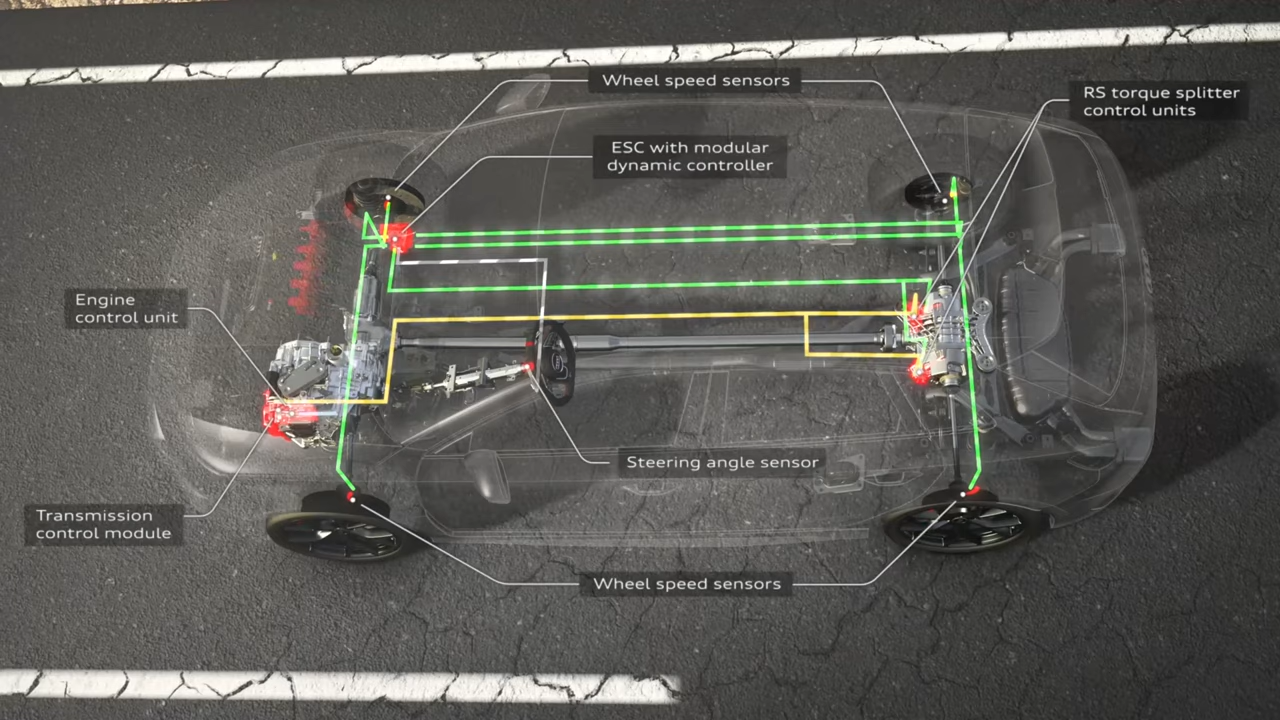 Wheel speed sensors
RS torque splitter
control units
ESC with modular
dynamic controller
Engine
control unit
Steering angle sensor
Transmission
control module
Wheel speed sensors